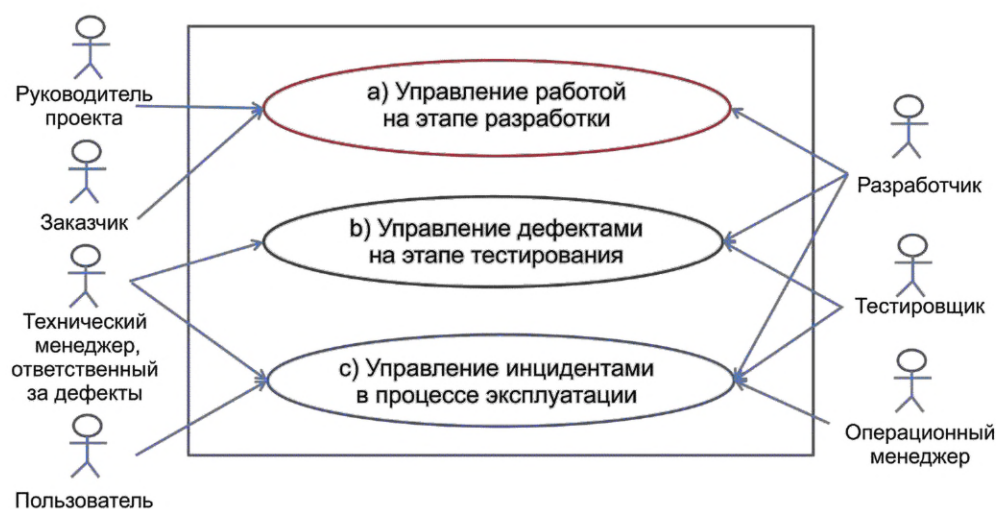 Руководитель
проекта
Заказчик
Технический
менеджер,
ответственный
за дефекты
Пользователь
a) Управление работой
на этапе разработки
b) Управление дефектами
на этапе тестирования
c) Управление инцидентами
в процессе эксплуатации
Разработчик
Тестировщик
Операционный
менеджер